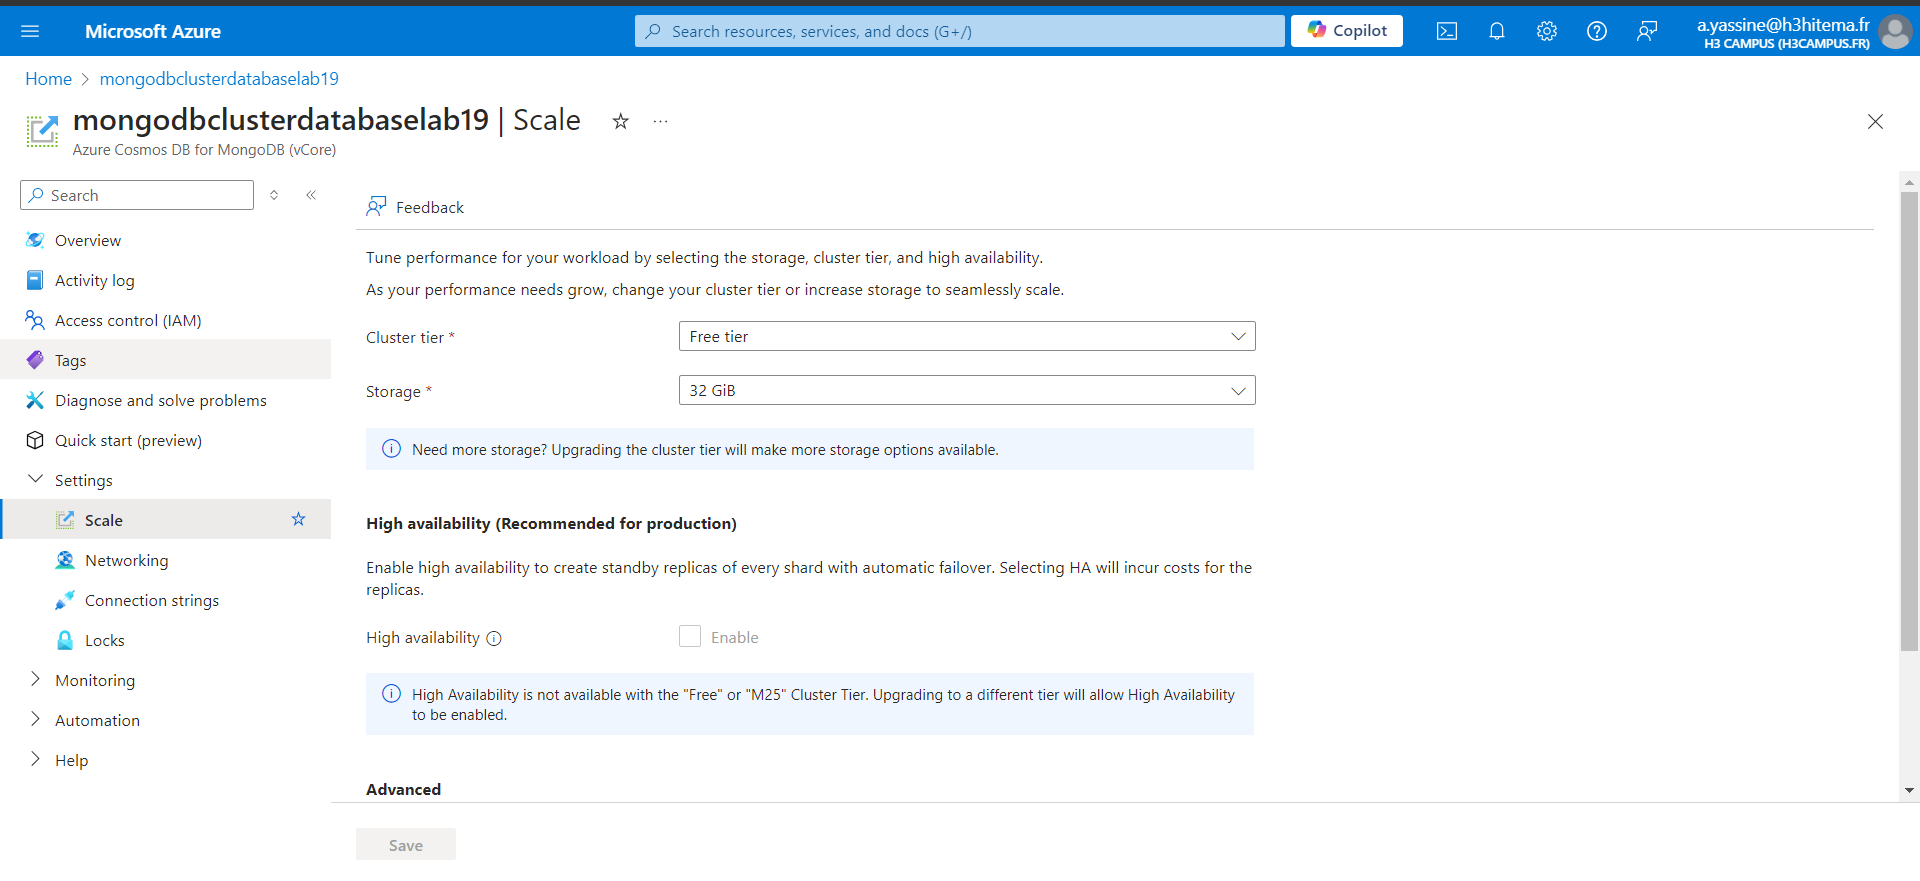 Microsoft Azure
Search resources, services, and docs (G+/)
Copilot
a.yassine@h3hitema.fr
H3 CAMPUS (H3CAMPUS.FR)
Home > mongodbclusterdatabaselab19
mongodbclusterdatabaselab19 | Scale
Azure Cosmos DB for MongoDB (vCore)
Search
Overview
Activity log
Access control (IAM)
Tags
Diagnose and solve problems
Quick start (preview)
Settings
Scale
Networking
Connection strings
Locks
Monitoring
Automation
Help
Feedback
Tune performance for your workload by selecting the storage, cluster tier, and high availability.
As your performance needs grow, change your cluster tier or increase storage to seamlessly scale.
Cluster tier *
Free tier
Storage *
32 GiB
Need more storage? Upgrading the cluster tier will make more storage options available.
High availability (Recommended for production)
Enable high availability to create standby replicas of every shard with automatic failover. Selecting HA will incur costs for the
replicas.
High availability
Enable
High Availability is not available with the "Free" or "M25" Cluster Tier. Upgrading to a different tier will allow High Availability
to be enabled.
Advanced
Save